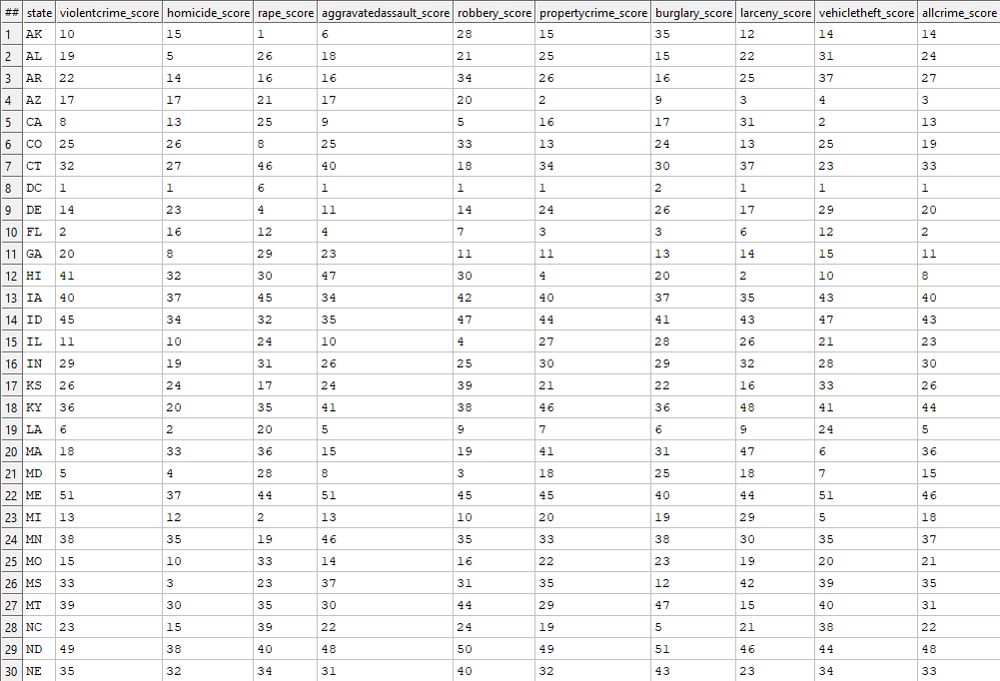 ## state violentcrime_score homicide_score rape_score aggravatedassault_score robbery_score propertycrime_score burglary_score larceny_score vehicletheft_score allcrime_score
1 AK 10 15 1 6 28 15 35 12 14 14
2 AL 19 5 26 18 21 25 15 22 31 24
3 AR 22 14 16 16 34 26 16 25 37 27
4 AZ 17 17 21 17 20 2 9 3 4 3
5 CA 8 13 25 9 5 16 17 31 2 13
6 CO 25 26 8 25 33 13 24 13 25 19
7 CT 32 27 46 40 18 34 30 37 23 33
8 DC 1 1 6 1 1 1 2 1 1 1
9 DE 14 23 4 11 14 24 26 17 29 20
10 FL 2 16 12 4 7 3 3 6 12 2
11 GA 20 8 29 23 11 11 13 14 15 11
12 HI 41 32 30 47 30 4 20 2 10 8
13 IA 40 37 45 34 42 40 37 35 43 40
14 ID 45 34 32 35 47 44 41 43 47 43
15 IL 11 10 24 10 4 27 28 26 21 23
16 IN 29 19 31 26 25 30 29 32 28 30
17 KS 26 24 17 24 39 21 22 16 33 26
18 KY 36 20 35 41 38 46 36 48 41 44
19 LA 6 2 20 5 9 7 6 9 24 5
20 MA 18 33 36 15 19 41 31 47 6 36
21 MD 5 4 28 8 3 18 25 18 7 15
22 ME 51 37 44 51 45 45 40 44 51 46
23 MI 13 12 2 13 10 20 19 29 5 18
24 MN 38 35 19 46 35 33 38 30 35 37
25 MO 15 10 33 14 16 22 23 19 20 21
26 MS 33 3 23 37 31 35 12 42 39 35
27 MT 39 30 35 30 44 29 47 15 40 31
28 NC 23 15 39 22 24 19 5 21 38 22
29 ND 49 38 40 48 50 49 51 46 44 48
30 NE 35 32 34 31 40 32 43 23 34 33